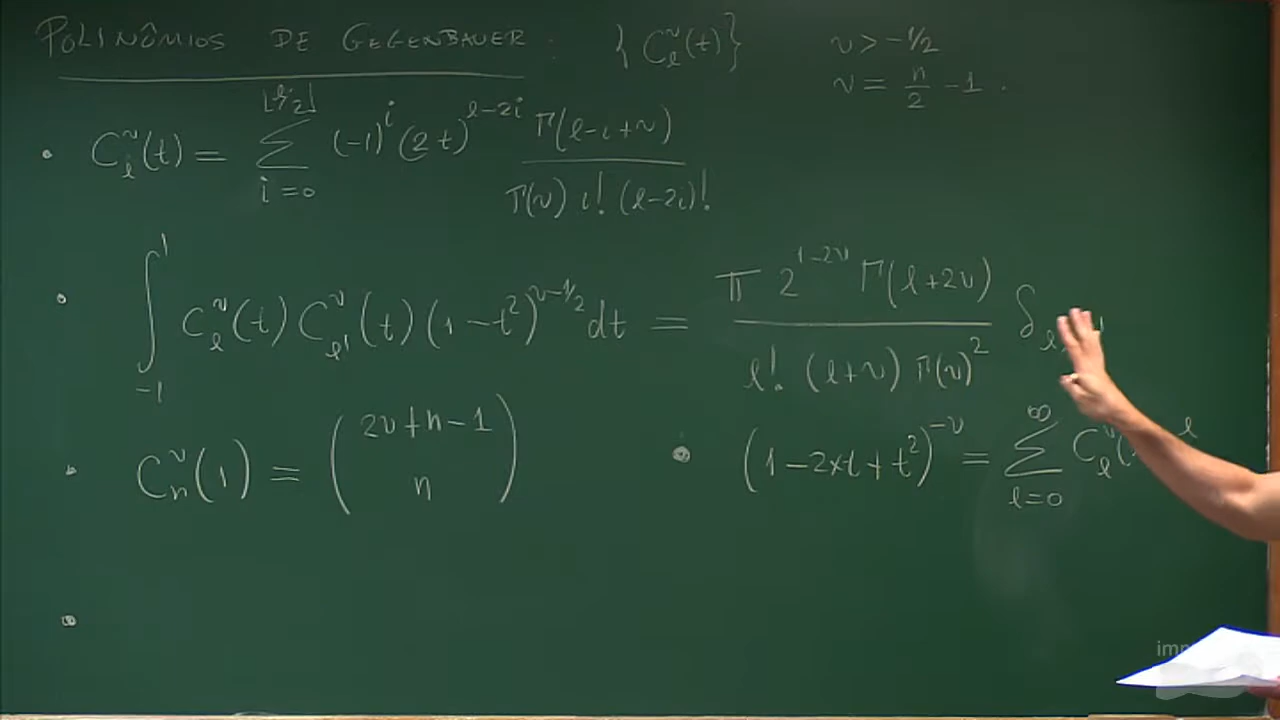 POLINÔMIOS DE GEGENBAUER : { C_ℓ^ν(t) } ν > -1/2
ν = n/2 - 1 .
• C_ℓ^ν(t) = ∑_{i=0}^{⌊ℓ/2⌋} (-1)^i (2t)^{ℓ-2i} Γ(ℓ-i+ν) / Γ(ν) i! (ℓ-2i)!
• ∫_{-1}^{1} C_ℓ^ν(t) C_{ℓ'}^ν(t) (1-t²)^{ν-1/2} dt = π 2^{1-2ν} Γ(ℓ+2ν) / ℓ! (ℓ+ν) Γ(ν)² δ_ℓ
• C_n^ν(1) = (2ν+n-1 / n)
• (1-2xt+t²)^{-ν} = ∑_{ℓ=0}^{∞} C_ℓ^ν( ^ℓ
•